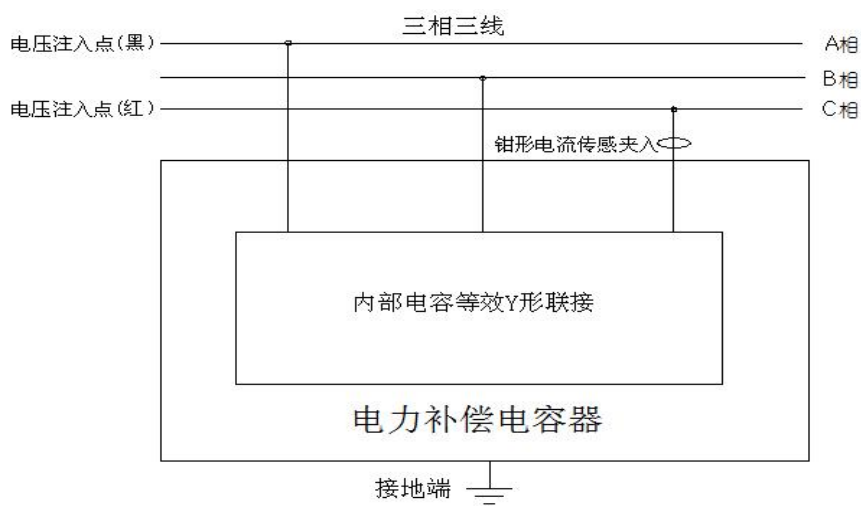 三相三线
电压注入点(黑)
A相
B相
电压注入点(红)
C相
钳形电流传感夹入
内部电容等效Y形联接
电力补偿电容器
接地端